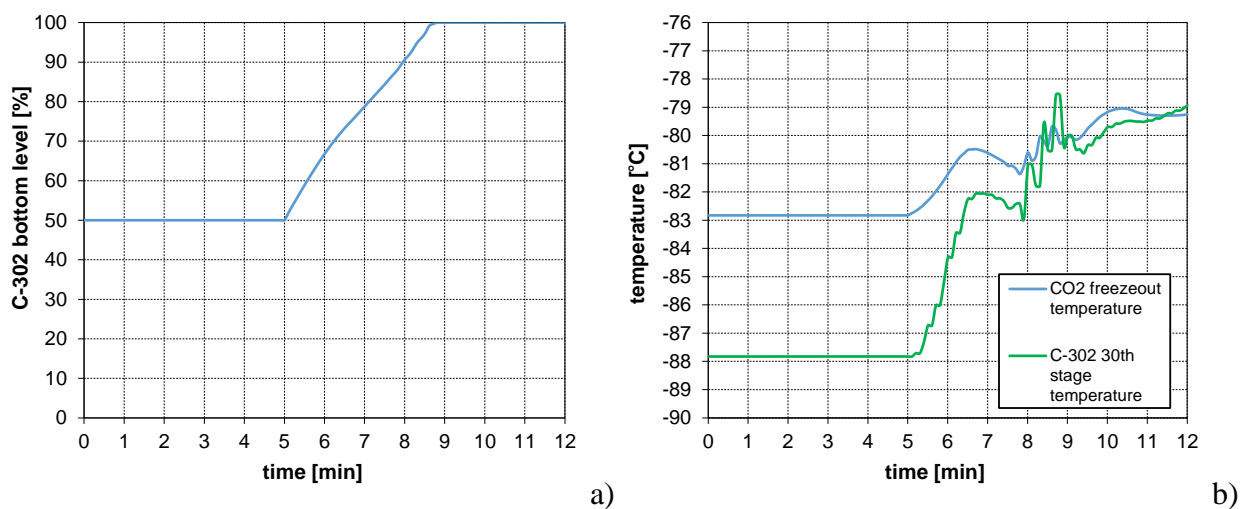 C-302 bottom level [%]
100
90
80
70
60
50
40
30
20
10
0
0 1 2 3 4 5 6 7 8 9 10 11 12
time [min]
a)
temperature [°C]
-76
-77
-78
-79
-80
-81
-82
-83
-84
-85
-86
-87
-88
-89
-90
CO2 freezeout
temperature
C-302 30th
stage
temperature
0 1 2 3 4 5 6 7 8 9 10 11 12
time [min]
b)